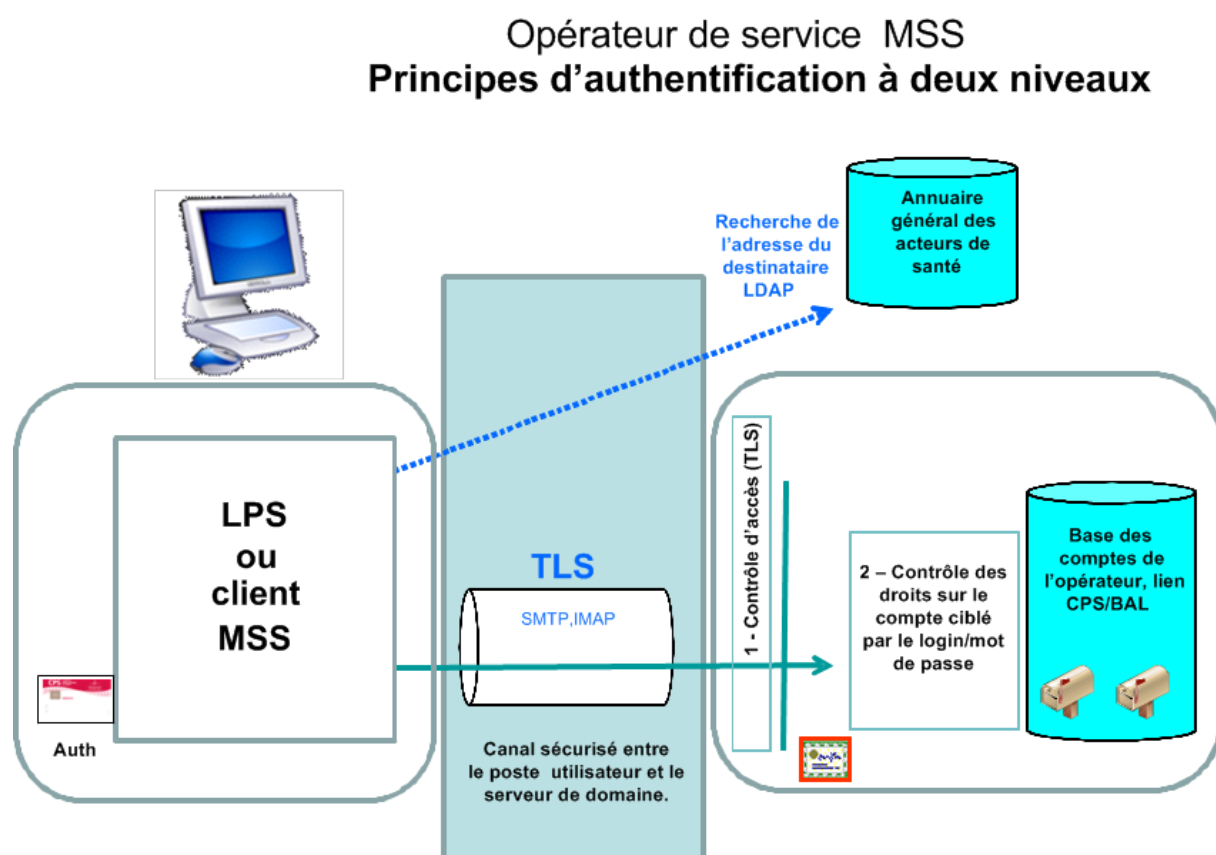 Opérateur de service  MSS
Principes d’authentification à deux niveaux
Annuaire
général des
acteurs de
santé
Recherche de
l’adresse du
destinataire
LDAP
LPS
ou
client
MSS
CPS
Auth
TLS
SMTP,IMAP
Canal sécurisé entre
le poste  utilisateur et le
serveur de domaine.
1 - Contrôle d’accès (TLS)
2 – Contrôle des
droits sur le
compte ciblé
par le login/mot
de passe
Base des
comptes de
l’opérateur, lien
CPS/BAL